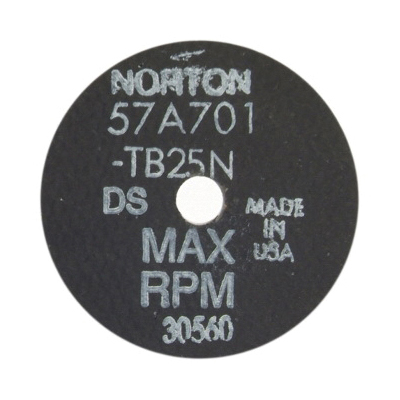 NORTON
57A701
-TB25N
DS
MADE
IN
USA
MAX
RPM
30560